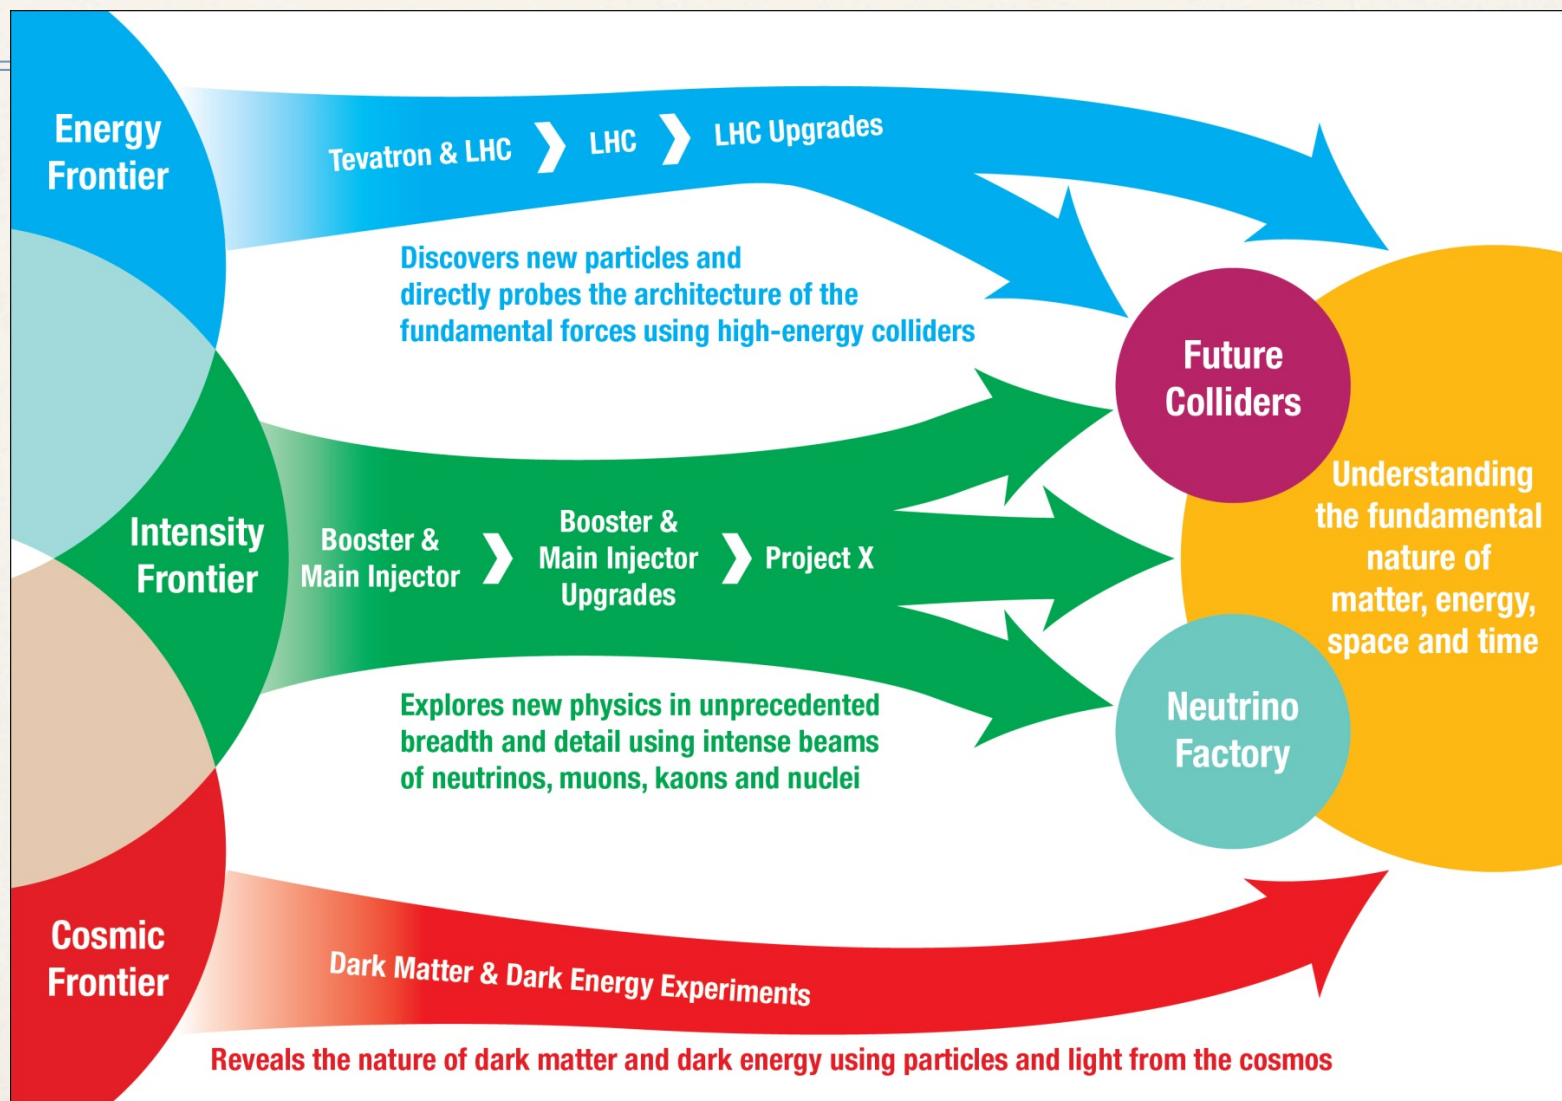 Energy
Frontier
Tevatron & LHC
LHC
LHC Upgrades
Discovers new particles and
directly probes the architecture of the
fundamental forces using high-energy colliders
Future
Colliders
Intensity
Frontier
Booster &
Main Injector
Booster &
Main Injector
Upgrades
Project X
Understanding
the fundamental
nature of
matter, energy,
space and time
Explores new physics in unprecedented
breadth and detail using intense beams
of neutrinos, muons, kaons and nuclei
Neutrino
Factory
Cosmic
Frontier
Dark Matter & Dark Energy Experiments
Reveals the nature of dark matter and dark energy using particles and light from the cosmos